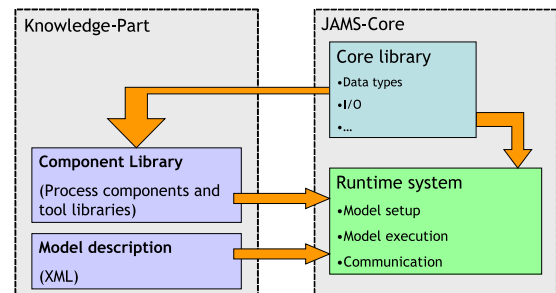 Knowledge-Part
Component Library
(Process components and
tool libraries)
Model description
(XML)
JAMS-Core
Core library
•Data types
•I/O
•…
Runtime system
•Model setup
•Model execution
•Communication